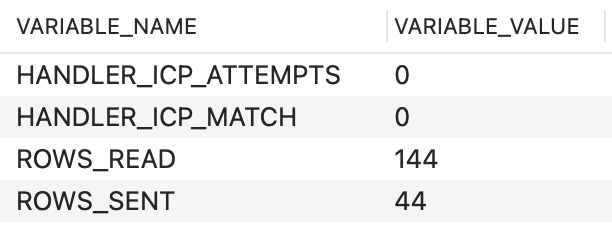 VARIABLE_NAME VARIABLE_VALUE
HANDLER_ICP_ATTEMPTS 0
HANDLER_ICP_MATCH 0
ROWS_READ 144
ROWS_SENT 44